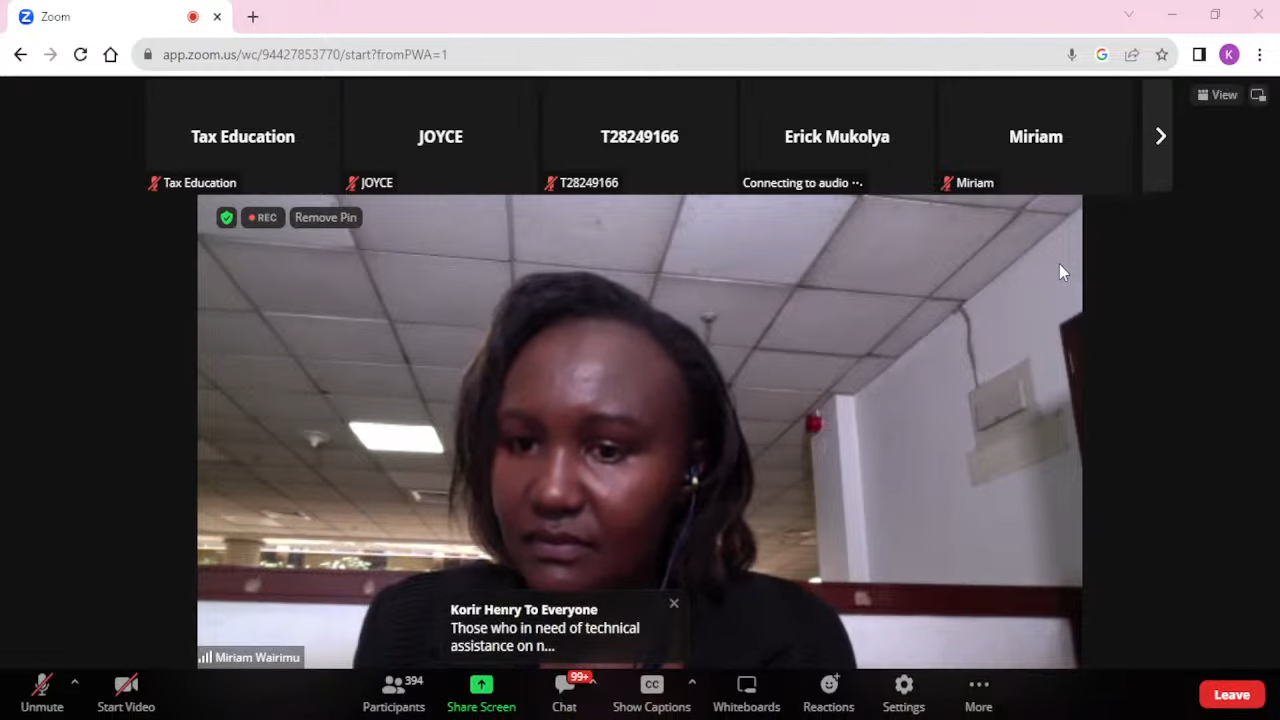 Zoom
app.zoom.us/wc/94427853770/start?fromPWA=1
K
View
Tax Education
JOYCE
T28249166
Erick Mukolya
Miriam
Tax Education
JOYCE
T28249166
Connecting to audio ··
Miriam
REC
Remove Pin
Korir Henry To Everyone
Those who in need of technical
assistance on n...
Miriam Wairimu
394
99+
CC
Unmute
Start Video
Participants
Share Screen
Chat
Show Captions
Whiteboards
Reactions
Settings
More
Leave